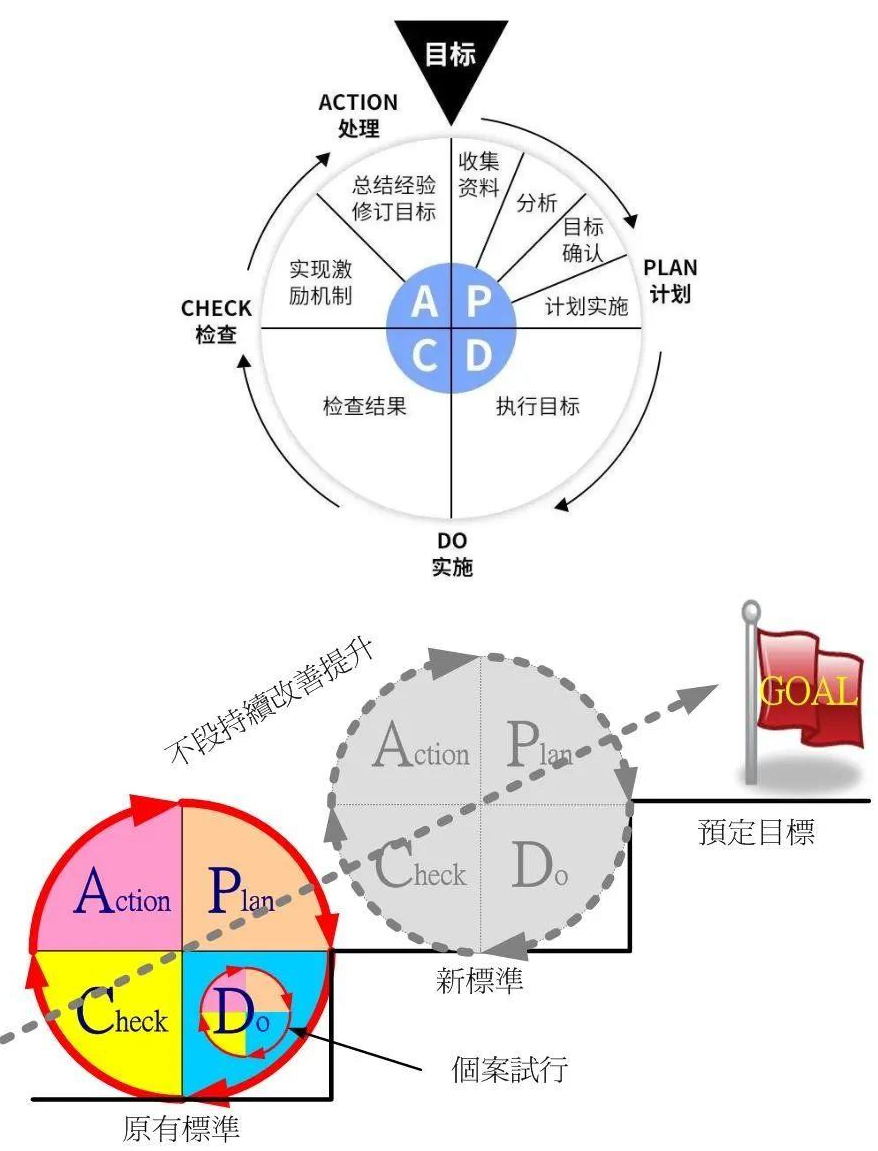 目标
ACTION
处理
收集
资料
总结经验
修订目标
分析
目标
确认
PLAN
计划
实现激
励机制
计划实施
A P
CHECK
检查
C D
检查结果
执行目标
DO
实施
不段持續改善提升
GOAL
Action
Plan
預定目標
Check
Do
Action
Plan
新標準
Check
Do
個案試行
原有標準